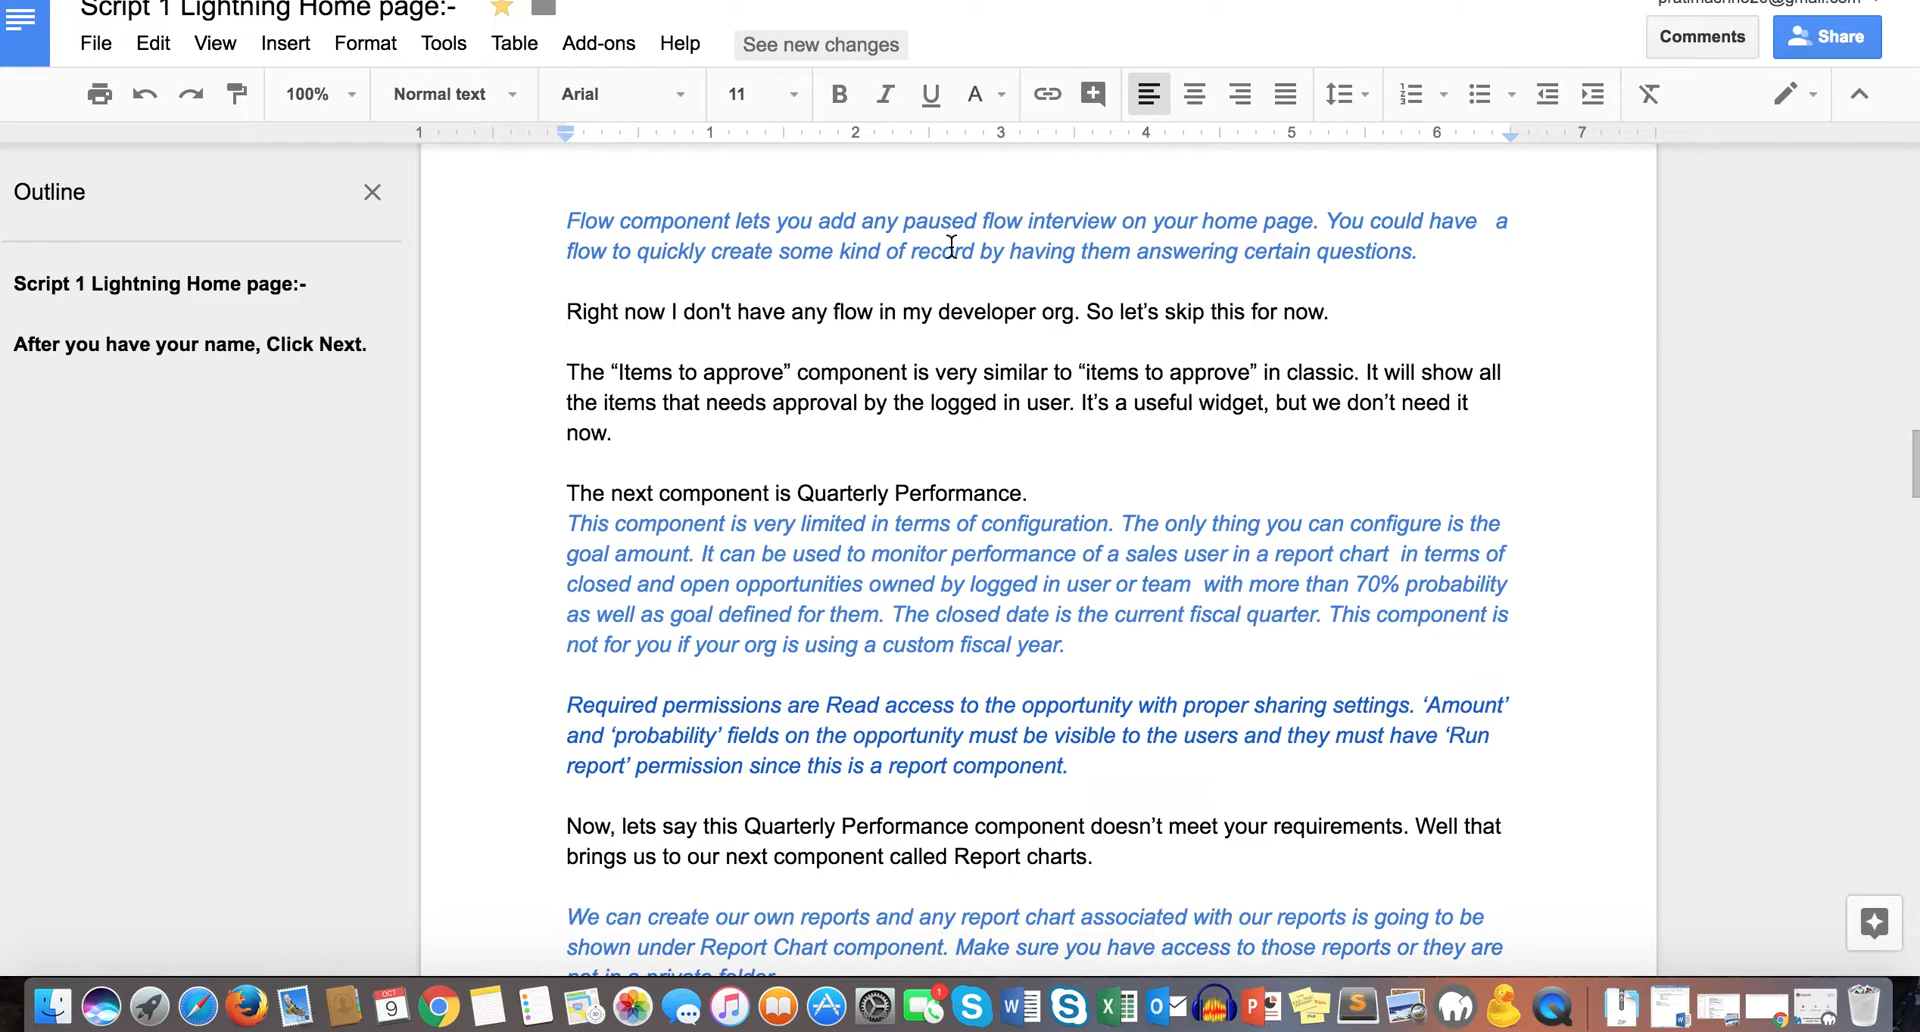 Script 1 Lightning Home page:-
File Edit View Insert Format Tools Table Add-ons Help See new changes
Comments Share
100% Normal text Arial 11
1 1 2 3 4 5 6 7
Outline
Script 1 Lightning Home page:-
After you have your name, Click Next.
Flow component lets you add any paused flow interview on your home page. You could have a
flow to quickly create some kind of record by having them answering certain questions.
Right now I don't have any flow in my developer org. So let’s skip this for now.
The “Items to approve” component is very similar to “items to approve” in classic. It will show all
the items that needs approval by the logged in user. It’s a useful widget, but we don’t need it
now.
The next component is Quarterly Performance.
This component is very limited in terms of configuration. The only thing you can configure is the
goal amount. It can be used to monitor performance of a sales user in a report chart in terms of
closed and open opportunities owned by logged in user or team with more than 70% probability
as well as goal defined for them. The closed date is the current fiscal quarter. This component is
not for you if your org is using a custom fiscal year.
Required permissions are Read access to the opportunity with proper sharing settings. ‘Amount’
and ‘probability’ fields on the opportunity must be visible to the users and they must have ‘Run
report’ permission since this is a report component.
Now, lets say this Quarterly Performance component doesn’t meet your requirements. Well that
brings us to our next component called Report charts.
We can create our own reports and any report chart associated with our reports is going to be
shown under Report Chart component. Make sure you have access to those reports or they are
not in a private folder
OCT
9
1